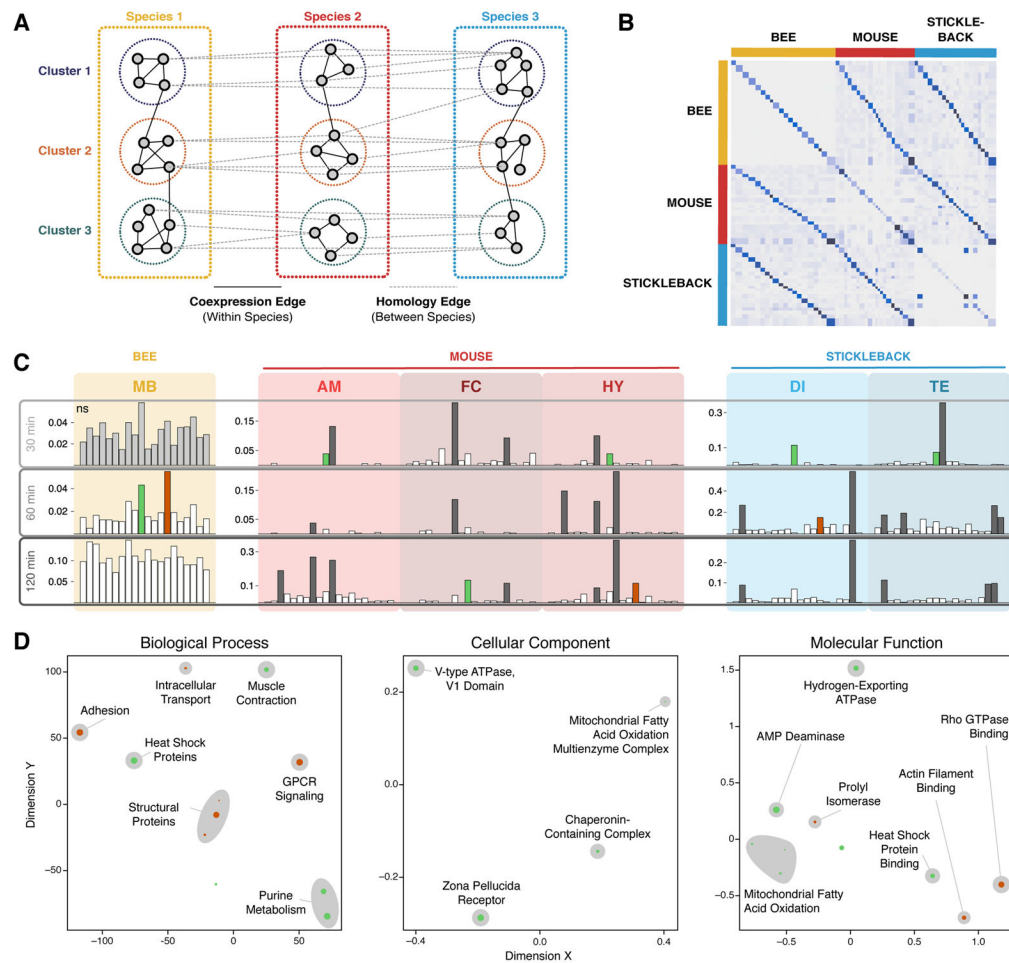 A
Species 1
Species 2
Species 3
Cluster 1
Cluster 2
Cluster 3
Coexpression Edge
(Within Species)
Homology Edge
(Between Species)
B
BEE
MOUSE
STICKLE-
BACK
BEE
MOUSE
STICKLEBACK
C
BEE
MOUSE
STICKLEBACK
MB
AM
FC
HY
DI
TE
30 min
ns
0.04
0.02
0.15
0.05
0.3
0.1
60 min
0.04
0.02
0.15
0.05
0.4
0.2
120 min
0.10
0.05
0.1
0.2
0.1
D
Biological Process
Cellular Component
Molecular Function
Dimension Y
100
50
0
−50
−100
−50
0
50
Intracellular
Transport
Muscle
Contraction
Adhesion
Heat Shock
Proteins
GPCR
Signaling
Structural
Proteins
Purine
Metabolism
0.2
0.0
−0.2
−0.4
0.0
0.4
V-type ATPase,
V1 Domain
Mitochondrial Fatty
Acid Oxidation
Multienzyme Complex
Chaperonin-
Containing Complex
Zona Pellucida
Receptor
Dimension X
1.5
1.0
0.5
0
−0.5
−0.5
0
0.5
1.0
Hydrogen-Exporting
ATPase
Rho GTPase
Binding
AMP Deaminase
Actin Filament
Binding
Prolyl
Isomerase
Heat Shock
Protein
Binding
Mitochondrial Fatty
Acid Oxidation